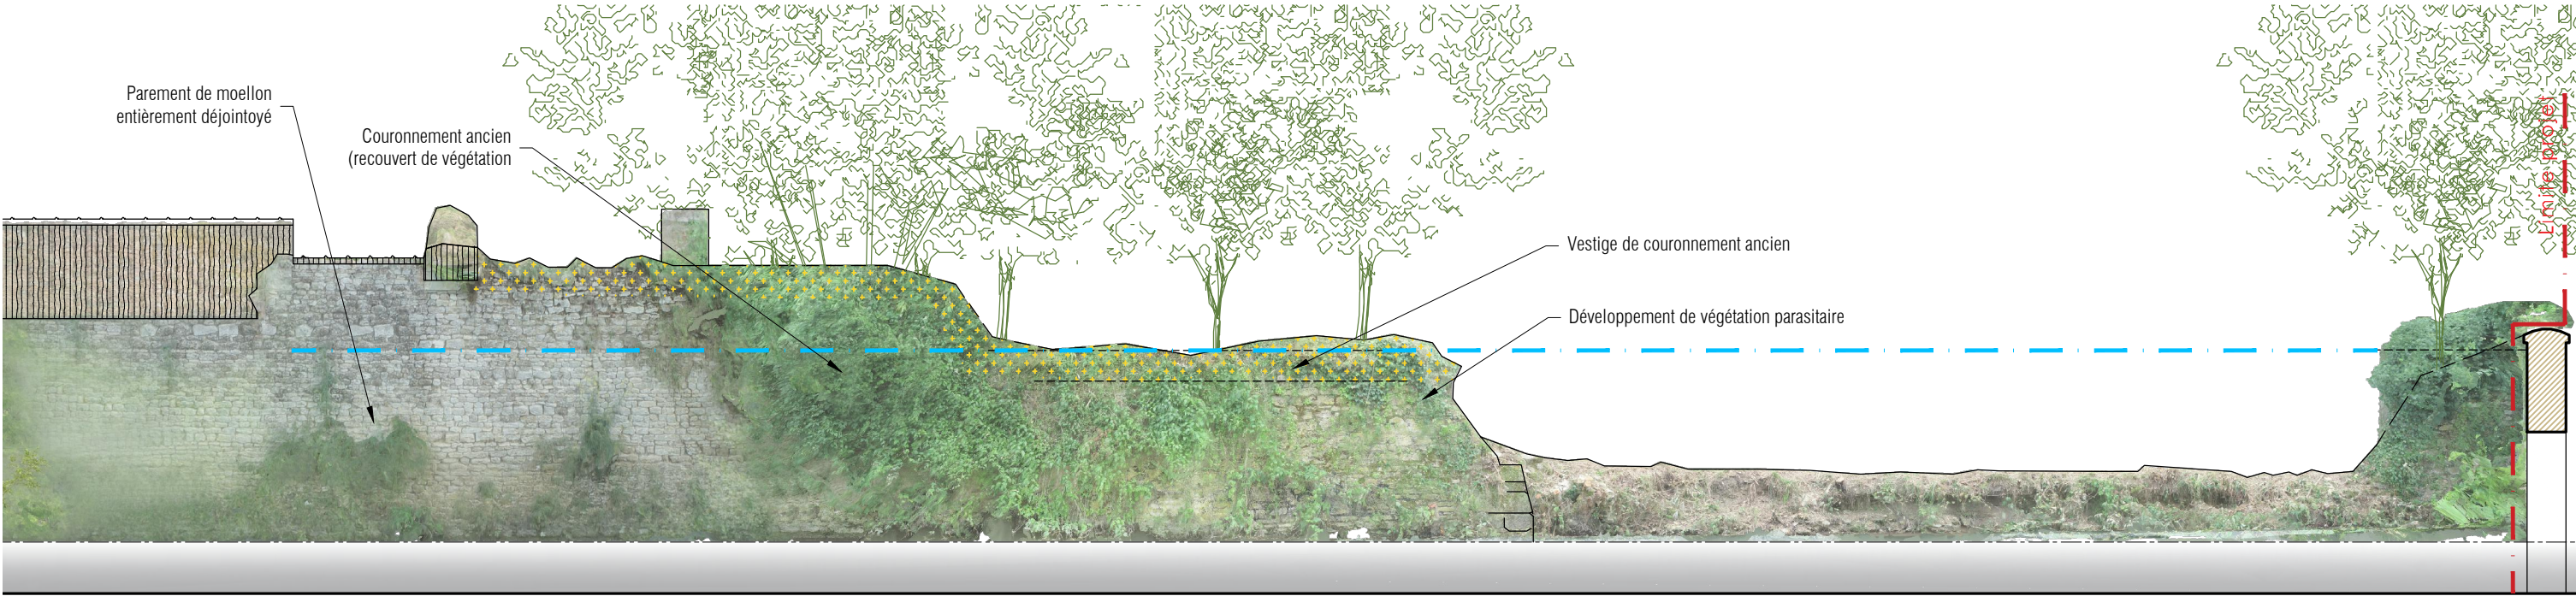 Parement de moellon
entièrement déjointoyé
Couronnement ancien
(recouvert de végétation
Vestige de couronnement ancien
Développement de végétation parasitaire
Limite projet